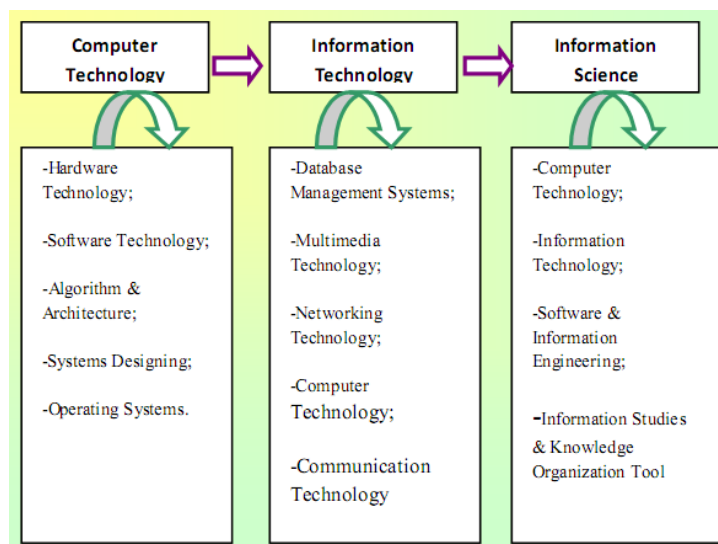 Computer
Technology
Information
Technology
Information
Science
-Hardware
Technology;
-Software Technology;
-Algorithm &
Architecture;
-Systems Designing;
-Operating Systems.
-Database
Management Systems;
-Multimedia
Technology;
-Networking
Technology;
-Computer
Technology;
-Communication
Technology
-Computer
Technology;
-Information
Technology;
-Software &
Information
Engineering;
-Information Studies
& Knowledge
Organization Tool